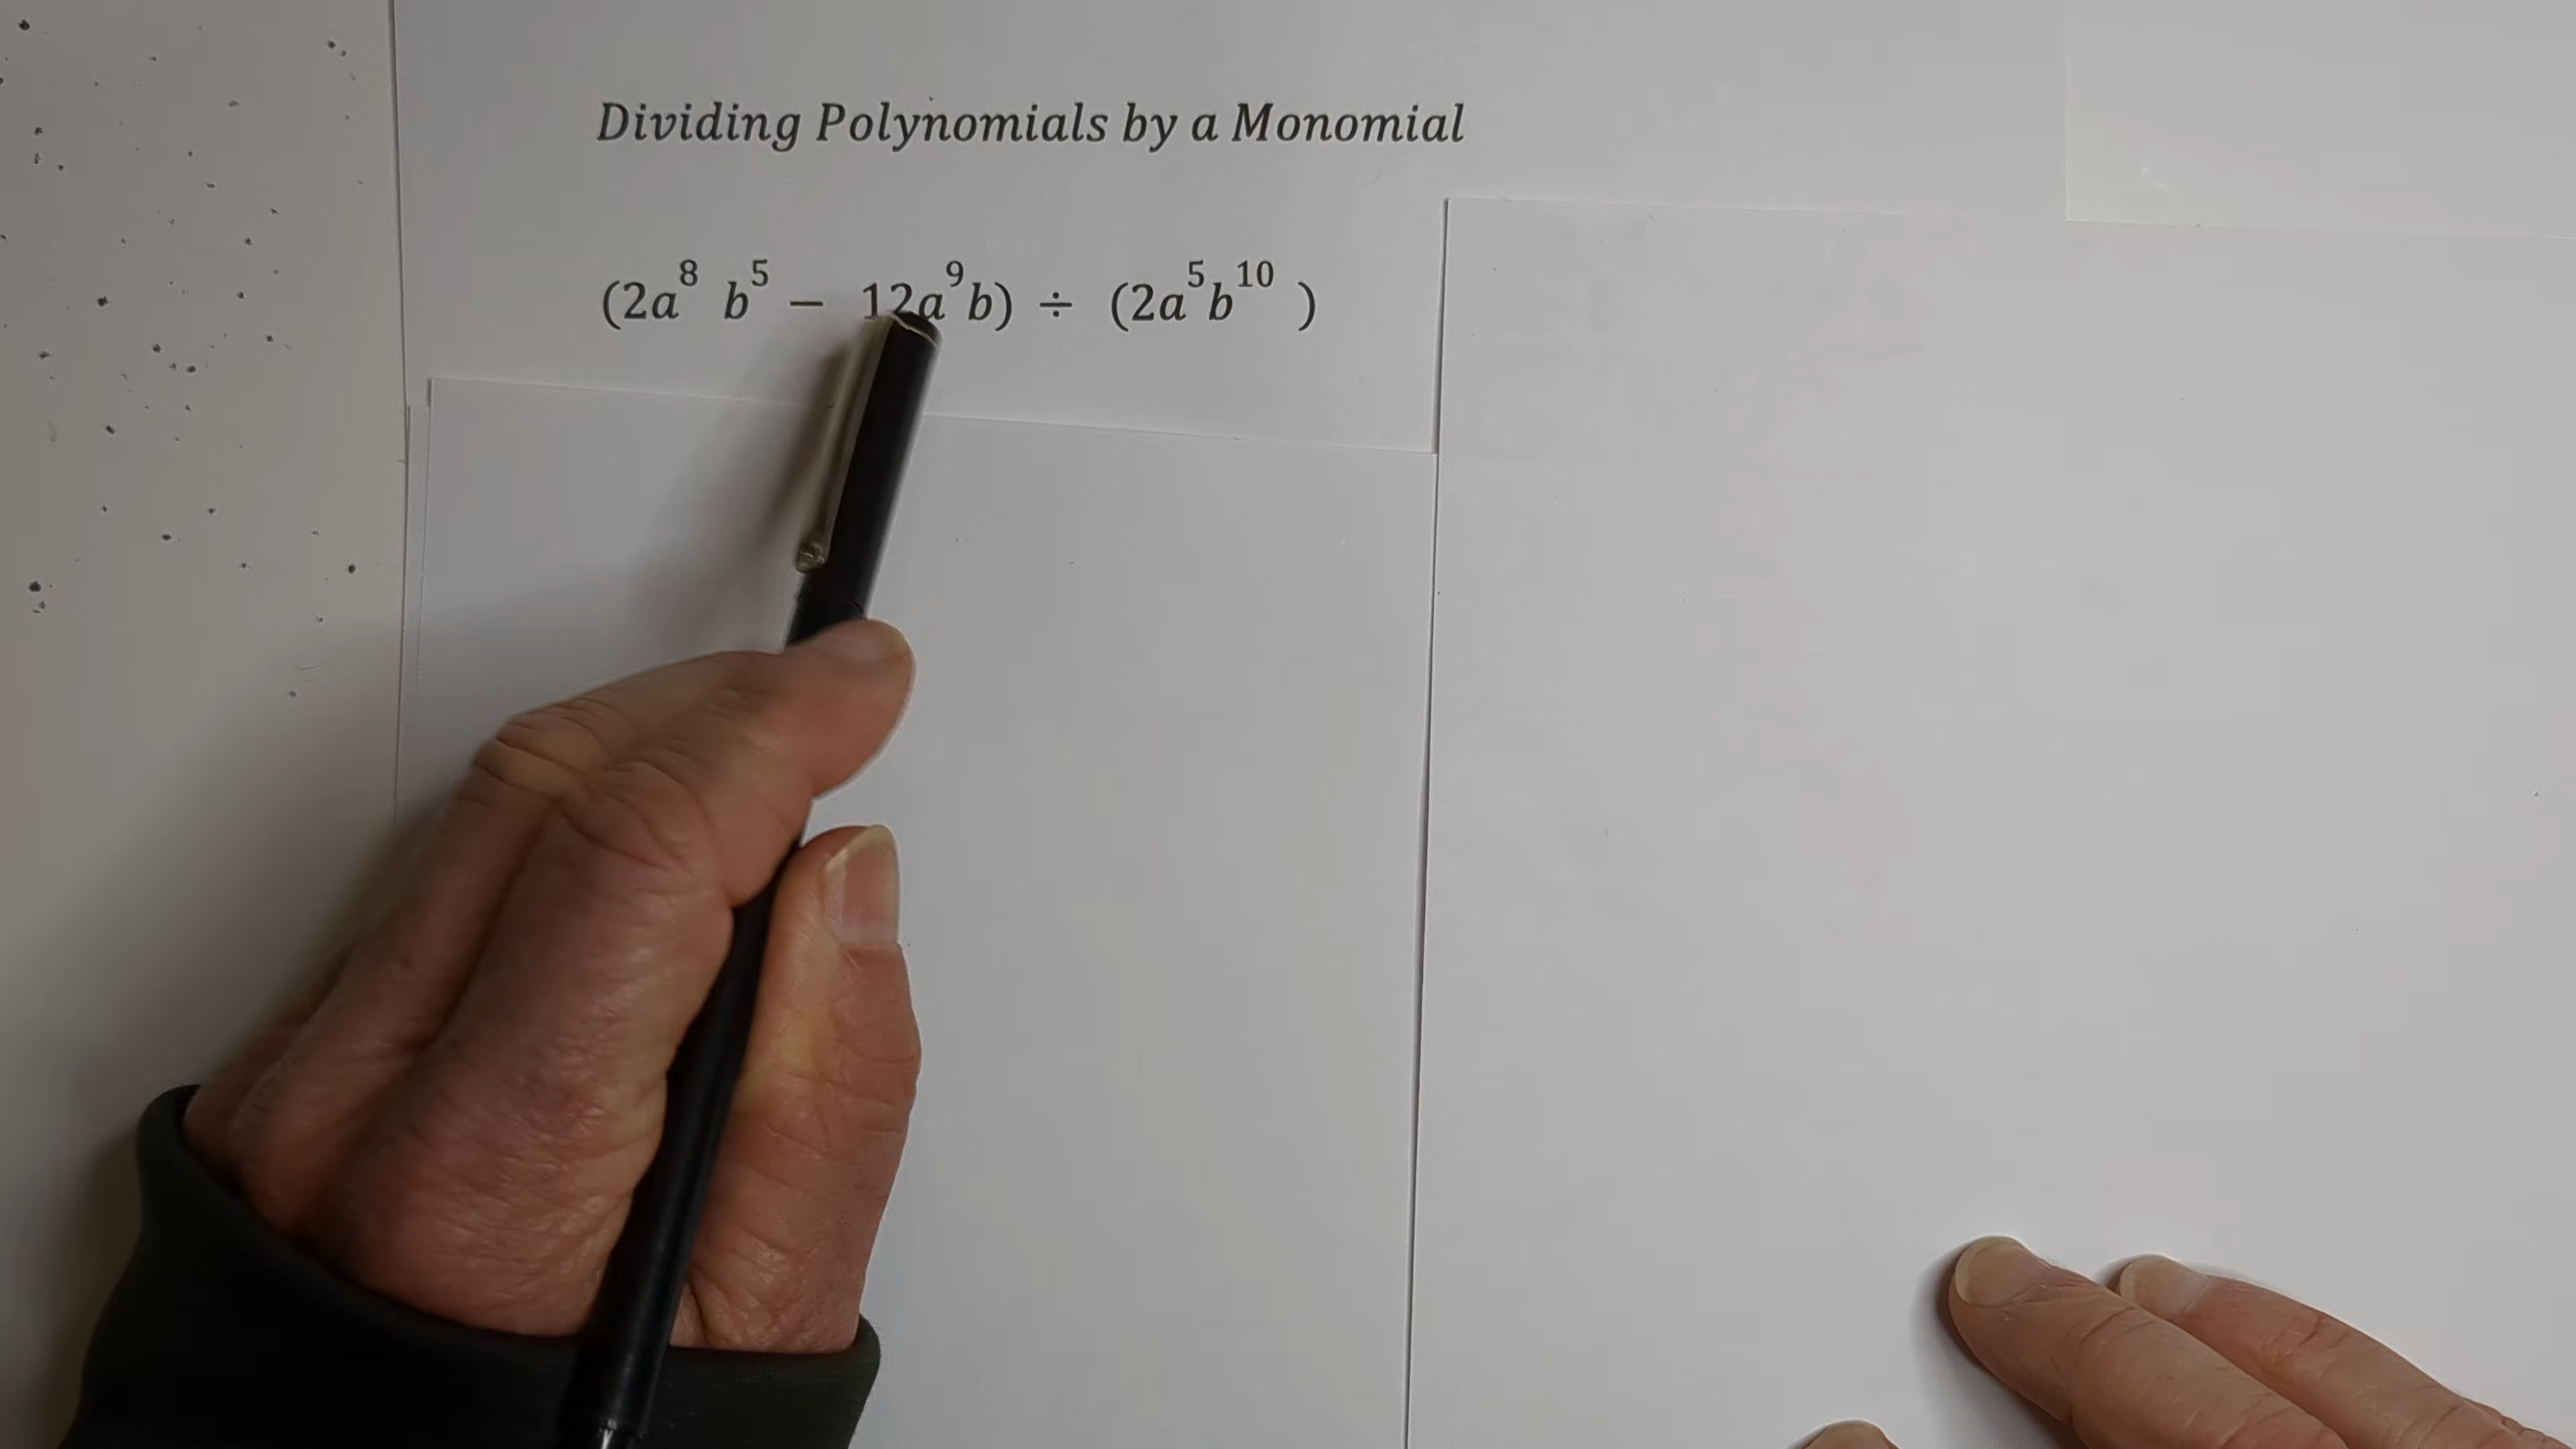 Dividing Polynomials by a Monomial
(2a⁸ b⁵ − 12a⁹b) ÷ (2a⁵b¹⁰ )